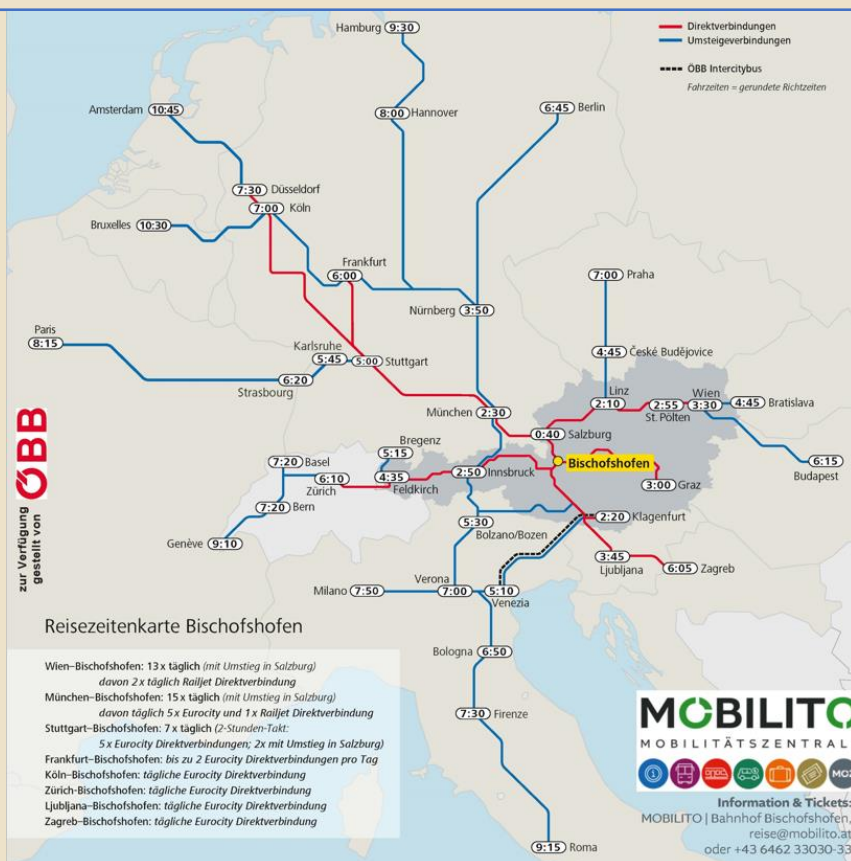 Hamburg 9:30
Direktverbindungen
Umsteigeverbindungen
ÖBB Intercitybus
Fahrzeiten = gerundete Richtzeiten
Amsterdam 10:45
8:00 Hannover
6:45 Berlin
7:30 Düsseldorf
7:00 Köln
Bruxelles 10:30
Frankfurt
6:00
7:00 Praha
Nürnberg 3:50
Paris
8:15
Karlsruhe
5:45
5:00 Stuttgart
4:45 České Budějovice
Strasbourg
6:20
Linz
2:10
2:55
St. Pölten
Wien
3:30
4:45 Bratislava
München 2:30
0:40 Salzburg
Bregenz
5:15
Bischofshofen
6:15
Budapest
7:20 Basel
6:10
Zürich
4:35
Feldkirch
2:50 Innsbruck
3:00 Graz
7:20
Bern
5:30
Bolzano/Bozen
2:20 Klagenfurt
Genève 9:10
3:45
Ljubljana
6:05 Zagreb
Milano 7:50
Verona
7:00
5:10
Venezia
Bologna 6:50
7:30 Firenze
9:15 Roma
zur Verfügung
gestellt von
ÖBB
Reisezeitenkarte Bischofshofen
Wien–Bischofshofen: 13 x täglich (mit Umstieg in Salzburg)
davon 2 x täglich Railjet Direktverbindung
München–Bischofshofen: 15 x täglich (mit Umstieg in Salzburg)
davon täglich 5 x Eurocity und 1 x Railjet Direktverbindung
Stuttgart–Bischofshofen: 7 x täglich (2-Stunden-Takt:
5 x Eurocity Direktverbindungen; 2x mit Umstieg in Salzburg)
Frankfurt–Bischofshofen: bis zu 2 Eurocity Direktverbindungen pro Tag
Köln–Bischofshofen: tägliche Eurocity Direktverbindung
Zürich-Bischofshofen: tägliche Eurocity Direktverbindung
Ljubljana–Bischofshofen: tägliche Eurocity Direktverbindung
Zagreb–Bischofshofen: tägliche Eurocity Direktverbindung
MOBILITO
MOBILITÄTSZENTRAL
MOZ
Information & Tickets:
MOBILITO | Bahnhof Bischofshofen,
reise@mobilito.at
oder +43 6462 33030-33